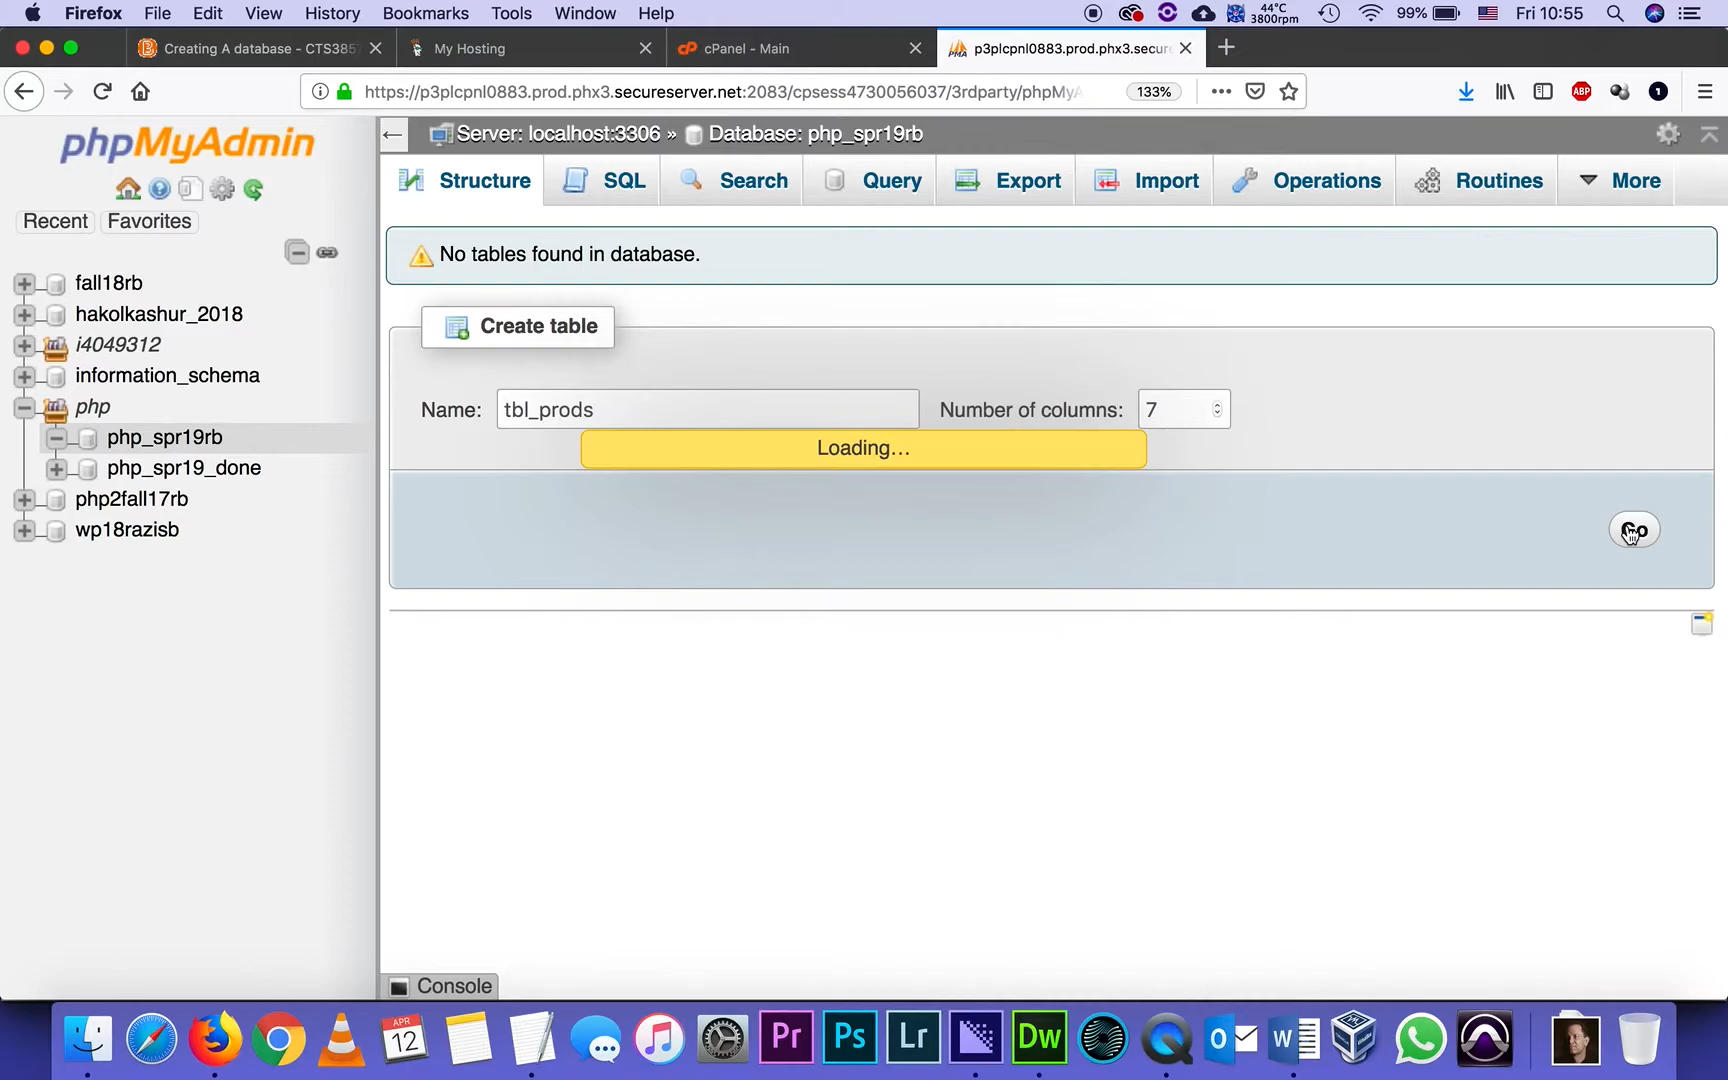 Firefox File Edit View History Bookmarks Tools Window Help 44°C 3800rpm 99% Fri 10:55
Creating A database - CTS3857 My Hosting cPanel - Main p3plcpnl0883.prod.phx3.secure
https://p3plcpnl0883.prod.phx3.secureserver.net:2083/cpsess4730056037/3rdparty/phpMyA 133% ABP 1
phpMyAdmin
Server: localhost:3306 » Database: php_spr19rb
Structure SQL Search Query Export Import Operations Routines More
Recent Favorites
No tables found in database.
fall18rb
hakolkashur_2018
i4049312
information_schema
php
php_spr19rb
php_spr19_done
php2fall17rb
wp18razisb
Create table
Name: tbl_prods Number of columns: 7
Loading...
Go
Console
APR 12 Pr Ps Lr Dw